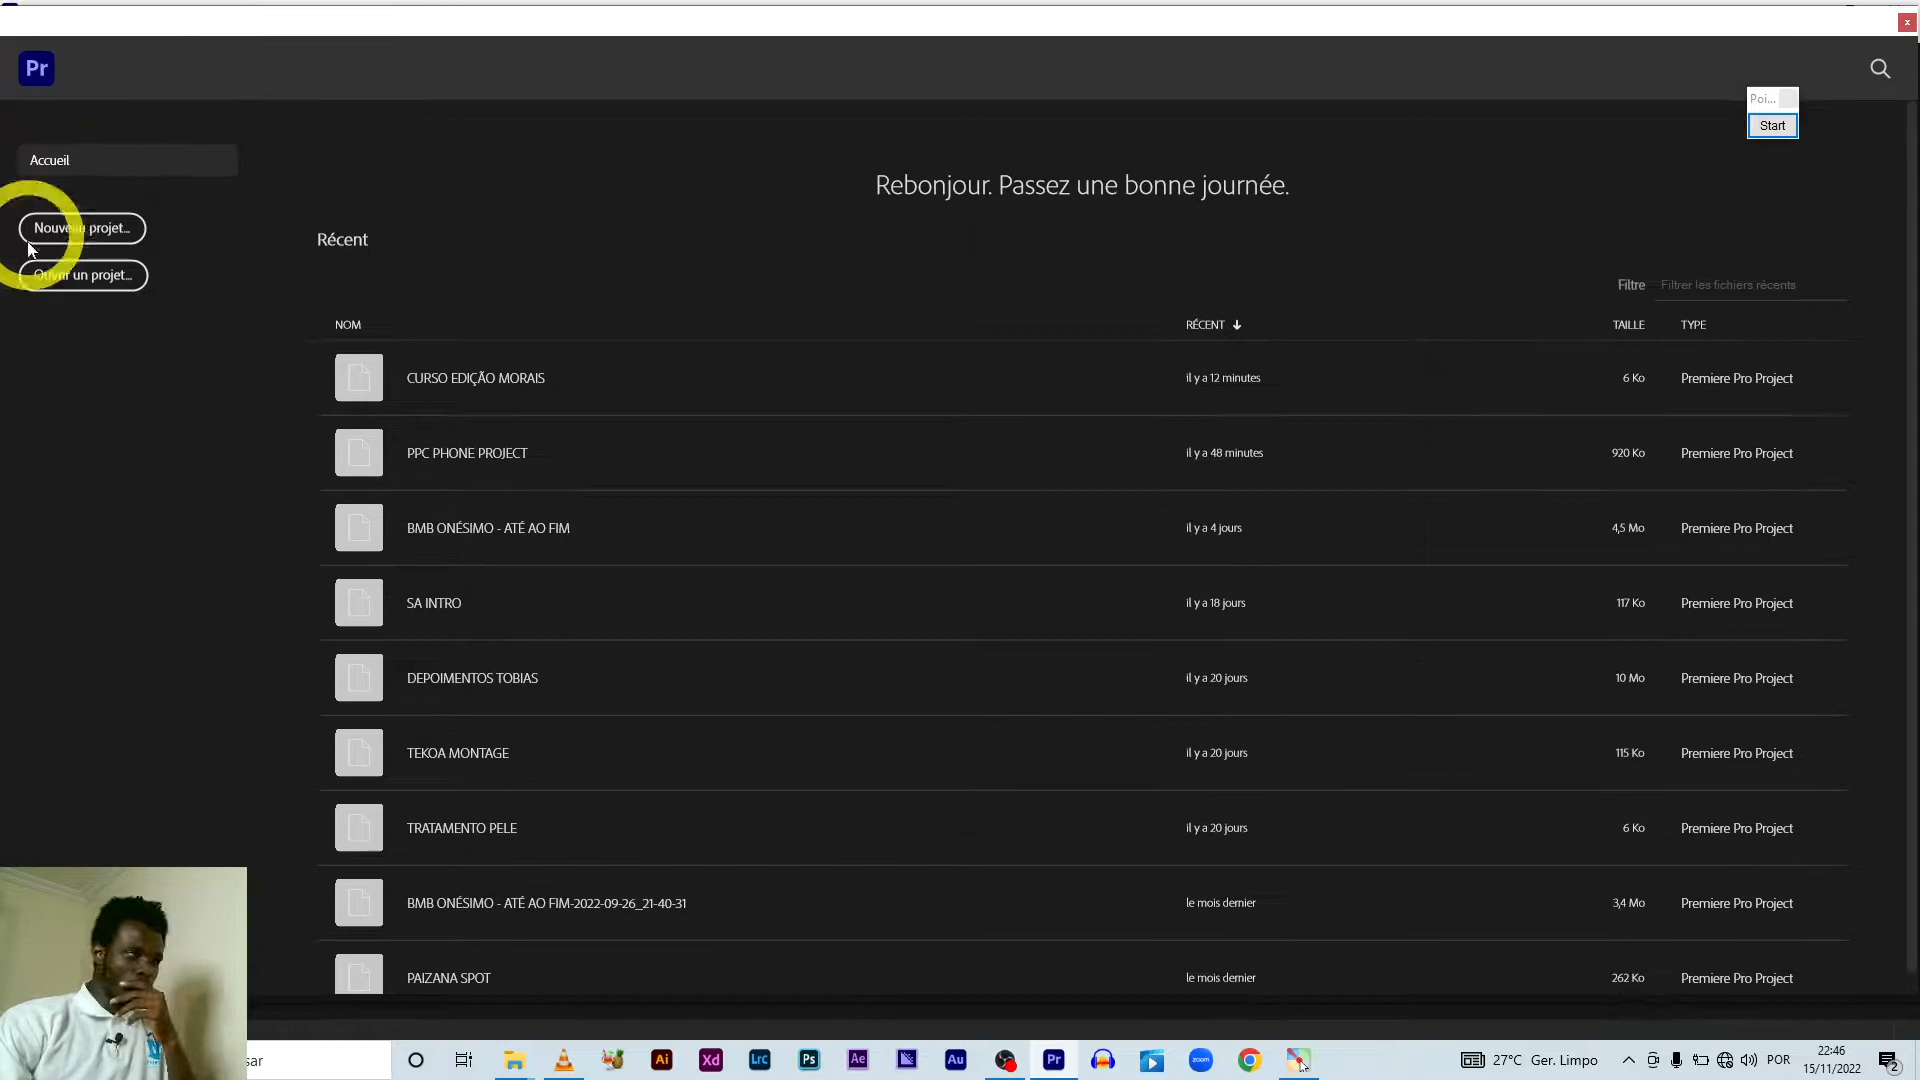 x
Pr
Poi...
Start
Accueil
Rebonjour. Passez une bonne journée.
Nouveau projet...
Récent
Ouvrir un projet...
Filtre Filtrer les fichiers récents
NOM RÉCENT TAILLE TYPE
CURSO EDIÇÃO MORAIS il y a 12 minutes 6 Ko Premiere Pro Project
PPC PHONE PROJECT il y a 48 minutes 920 Ko Premiere Pro Project
BMB ONÉSIMO - ATÉ AO FIM il y a 4 jours 4,5 Mo Premiere Pro Project
SA INTRO il y a 18 jours 117 Ko Premiere Pro Project
DEPOIMENTOS TOBIAS il y a 20 jours 10 Mo Premiere Pro Project
TEKOA MONTAGE il y a 20 jours 115 Ko Premiere Pro Project
TRATAMENTO PELE il y a 20 jours 6 Ko Premiere Pro Project
BMB ONÉSIMO - ATÉ AO FIM-2022-09-26_21-40-31 le mois dernier 3,4 Mo Premiere Pro Project
PAIZANA SPOT le mois dernier 262 Ko Premiere Pro Project
sar Ai Xd Lrc Ps Ae Au Pr zoom 27°C Ger. Limpo POR 22:46
15/11/2022 2